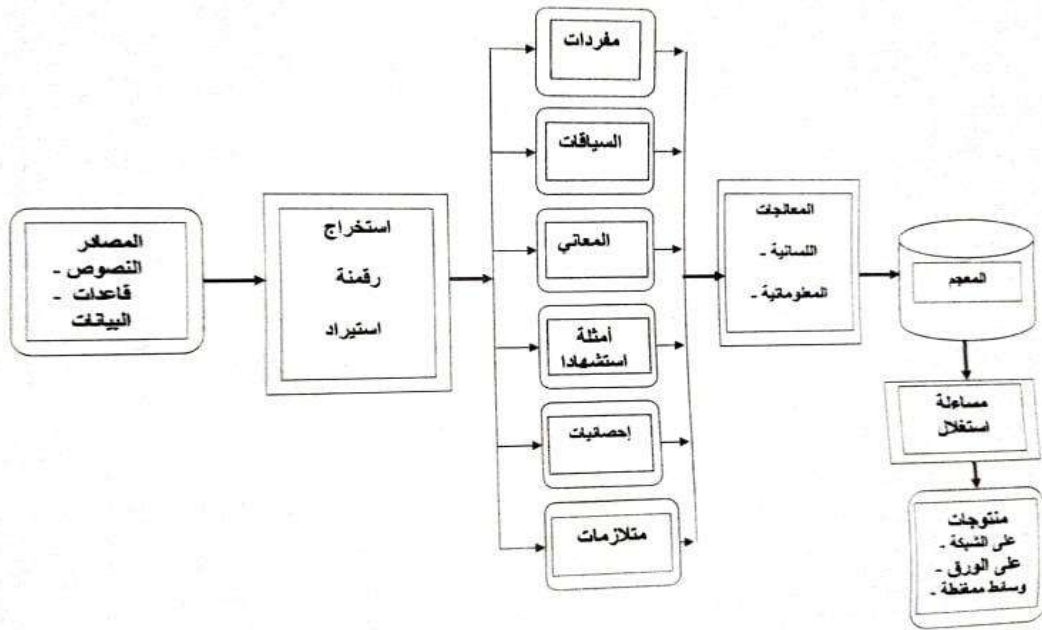 المصادر
النصوص -
قاعدات -
البيانات
استخراج
رقمنة
استيراد
مفردات
السياقات
المعاني
أمثلة
استشهادا
إحصائيات
متلازمات
المعالجات
اللسانية -
المعلوماتية -
المعجم
مساءلة
استغلال
منتوجات
على الشبكة -
على الورق -
وسائط ممغنطة -